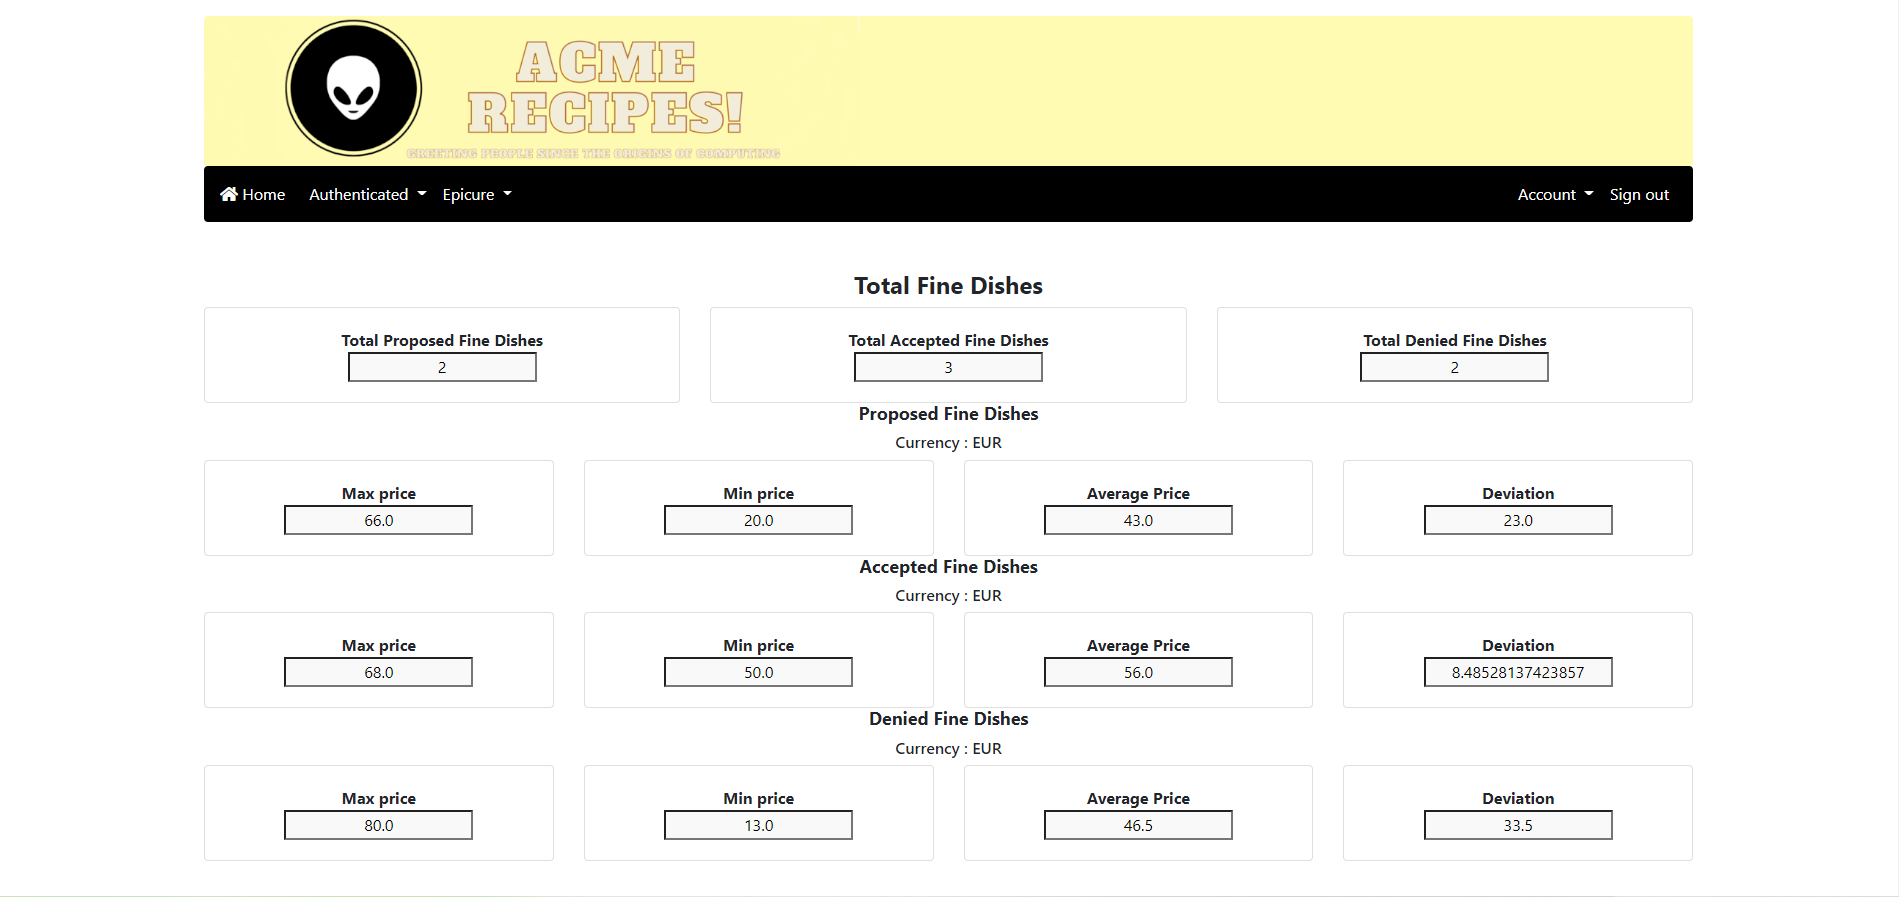 ACME
RECIPES!
GREETING PEOPLE SINCE THE ORIGINS OF COMPUTING
Home Authenticated Epicure Account Sign out
Total Fine Dishes
Total Proposed Fine Dishes Total Accepted Fine Dishes Total Denied Fine Dishes
2 3 2
Proposed Fine Dishes
Currency : EUR
Max price Min price Average Price Deviation
66.0 20.0 43.0 23.0
Accepted Fine Dishes
Currency : EUR
Max price Min price Average Price Deviation
68.0 50.0 56.0 8.48528137423857
Denied Fine Dishes
Currency : EUR
Max price Min price Average Price Deviation
80.0 13.0 46.5 33.5